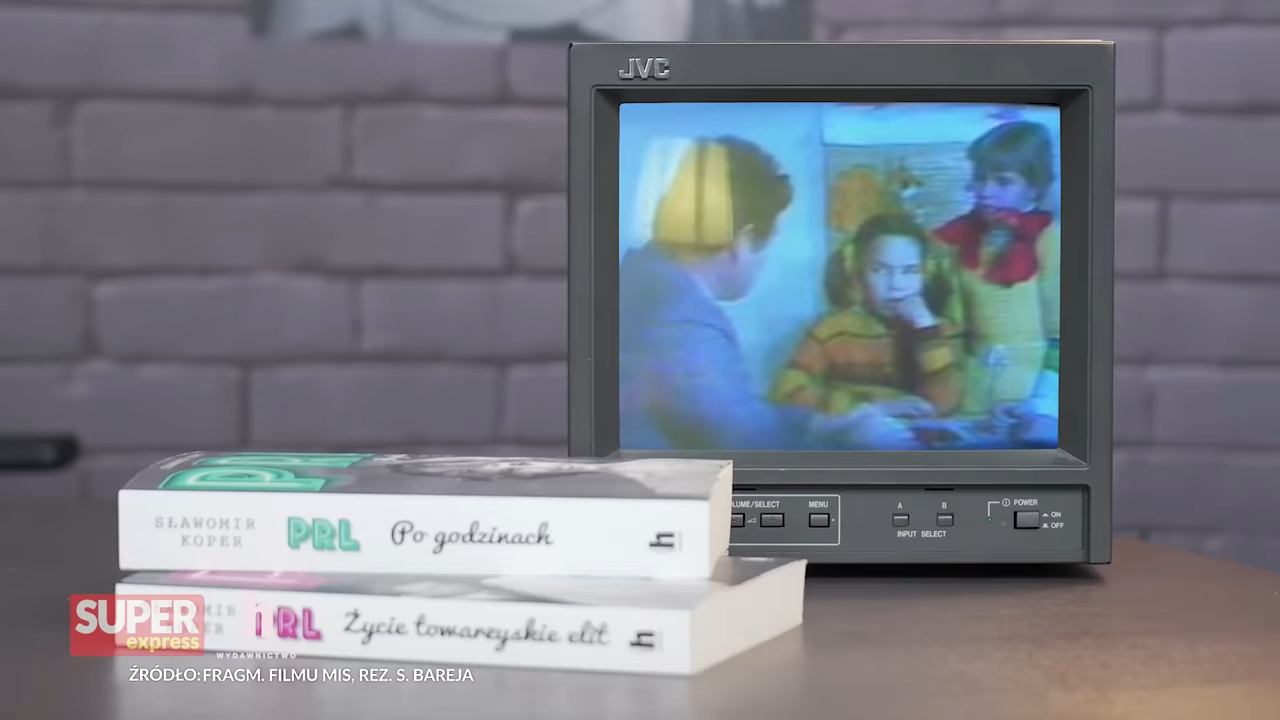 JVC
VOLUME/SELECT
MENU
A
B
INPUT SELECT
POWER
ON
OFF
SŁAWOMIR
KOPER
PRL
Po godzinach
h
PRL
Życie towarzyskie elit
h
SUPER
express
WYDAWNICTWO
ŹRÓDŁO: FRAGM. FILMU MIS, REZ. S. BAREJA